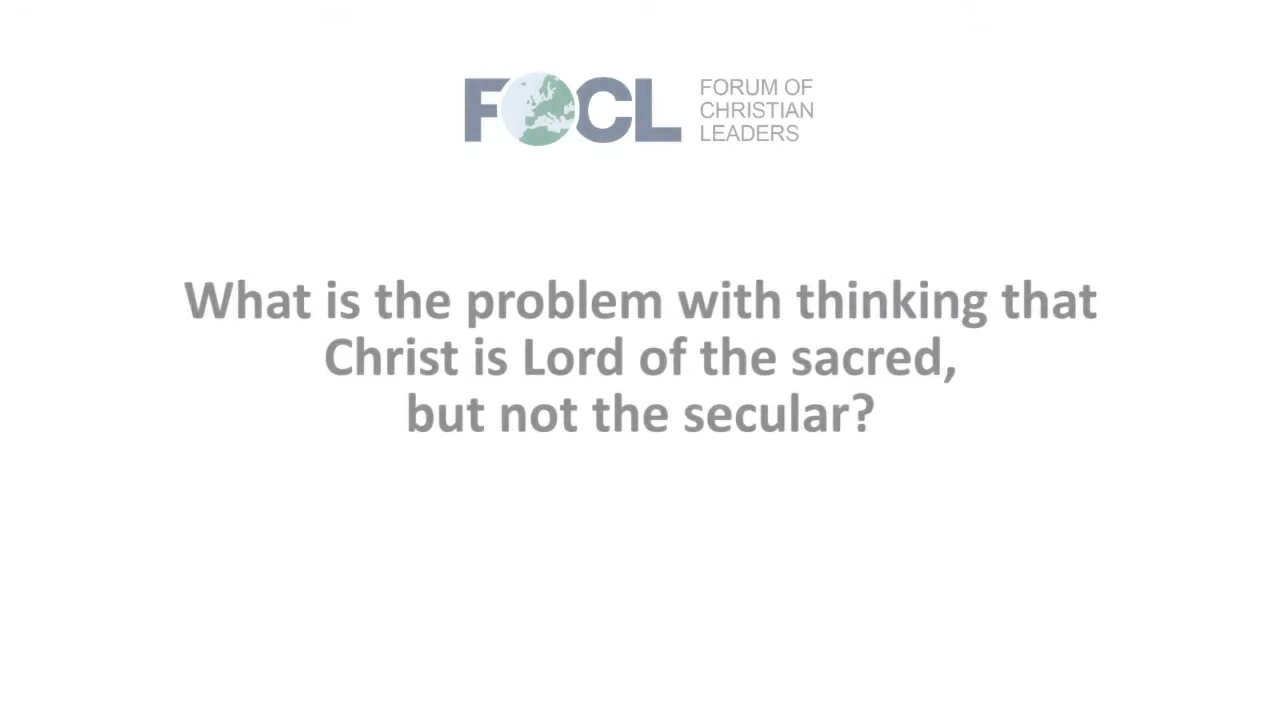 FOCL
FORUM OF
CHRISTIAN
LEADERS
What is the problem with thinking that
Christ is Lord of the sacred,
but not the secular?